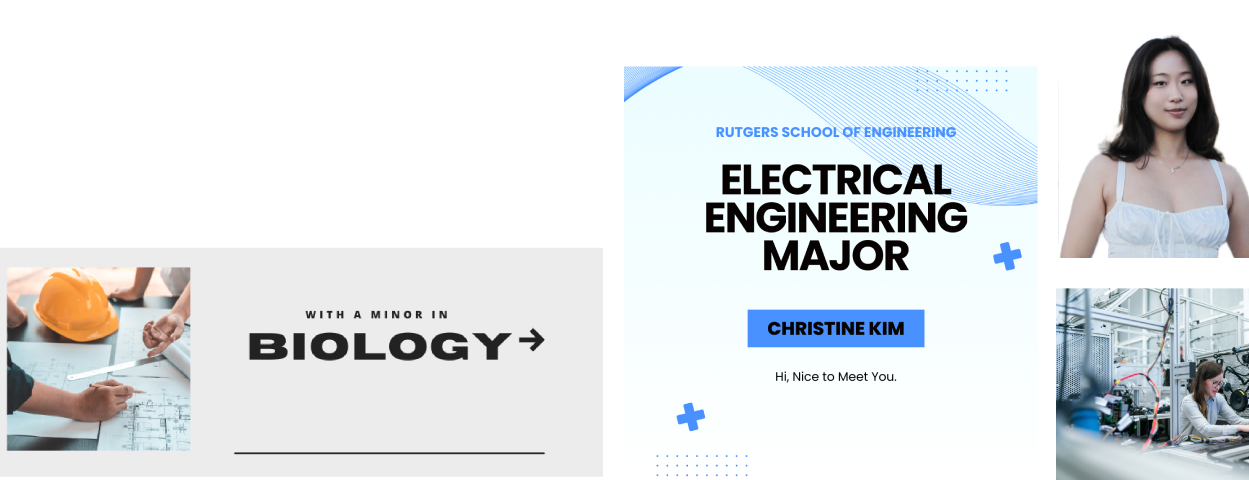 WITH A MINOR IN
BIOLOGY
RUTGERS SCHOOL OF ENGINEERING
ELECTRICAL
ENGINEERING
MAJOR
CHRISTINE KIM
Hi, Nice to Meet You.